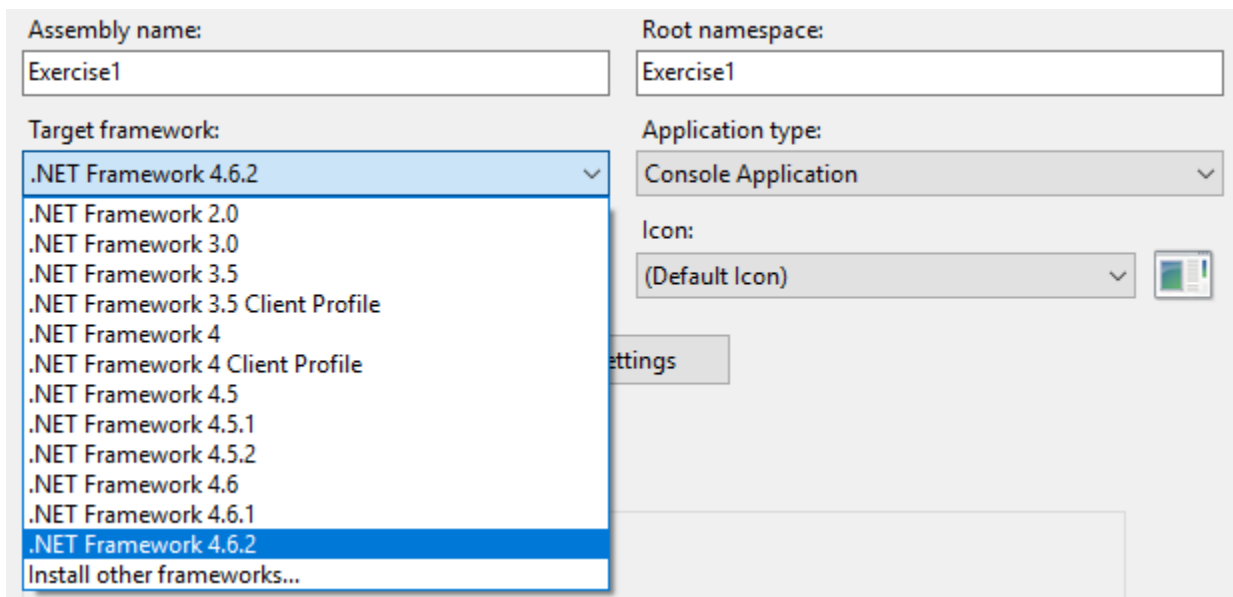 Assembly name:
Root namespace:
Exercise1
Exercise1
Target framework:
Application type:
.NET Framework 4.6.2
Console Application
.NET Framework 2.0
.NET Framework 3.0
.NET Framework 3.5
.NET Framework 3.5 Client Profile
.NET Framework 4
.NET Framework 4 Client Profile
.NET Framework 4.5
.NET Framework 4.5.1
.NET Framework 4.5.2
.NET Framework 4.6
.NET Framework 4.6.1
.NET Framework 4.6.2
Install other frameworks...
Icon:
(Default Icon)
ettings